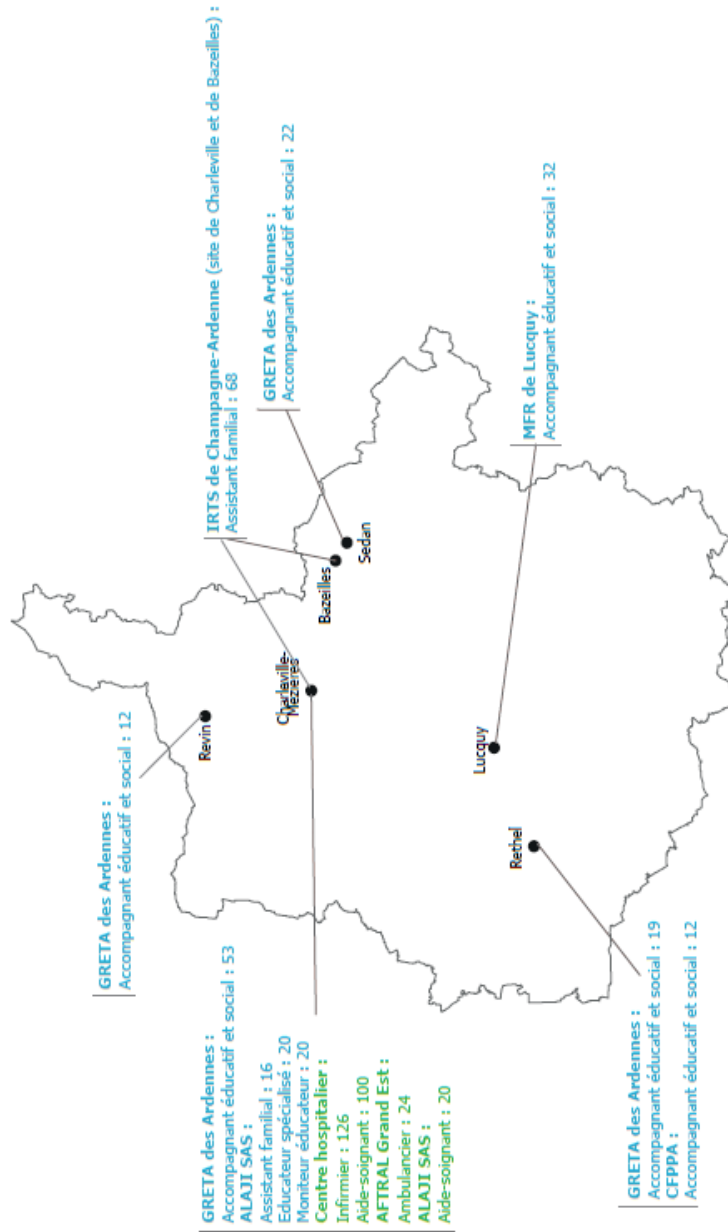 GRETA des Ardennes :
Accompagnant éducatif et social : 12
IRTS de Champagne-Ardenne (site de Charleville et de Bazeilles) :
Assistant familial : 68
GRETA des Ardennes :
Accompagnant éducatif et social : 22
GRETA des Ardennes :
Accompagnant éducatif et social : 53
ALAJI SAS :
Assistant familial : 16
Educateur spécialisé : 20
Moniteur éducateur : 20
Centre hospitalier :
Infirmier : 126
Aide-soignant : 100
AFTRAL Grand Est :
Ambulancier : 24
ALAJI SAS :
Aide-soignant : 20
Revin
Charleville-
Mézières
Bazeilles
Sedan
Lucquy
Rethel
MFR de Lucquy :
Accompagnant éducatif et social : 32
GRETA des Ardennes :
Accompagnant éducatif et social : 19
CFPPA :
Accompagnant éducatif et social : 12